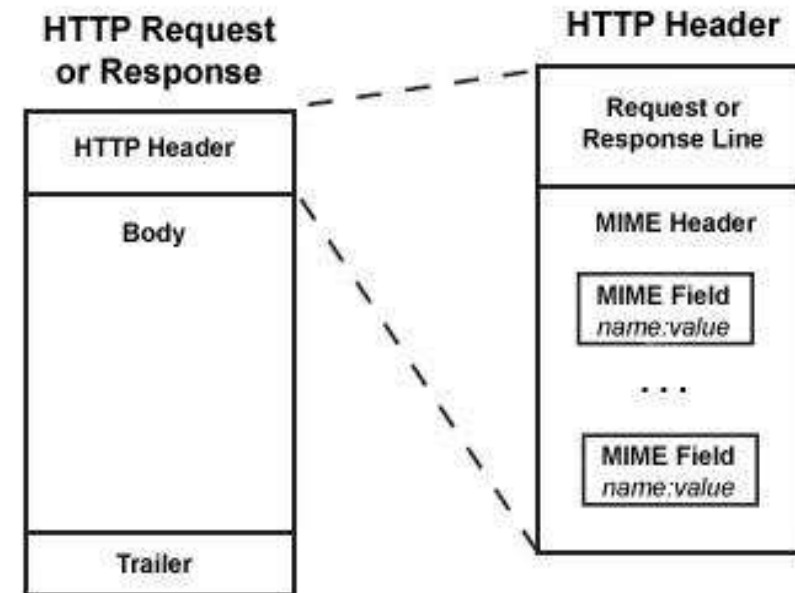 HTTP Request
or Response
HTTP Header
Body
Trailer
HTTP Header
Request or
Response Line
MIME Header
MIME Field
name:value
. . .
MIME Field
name:value